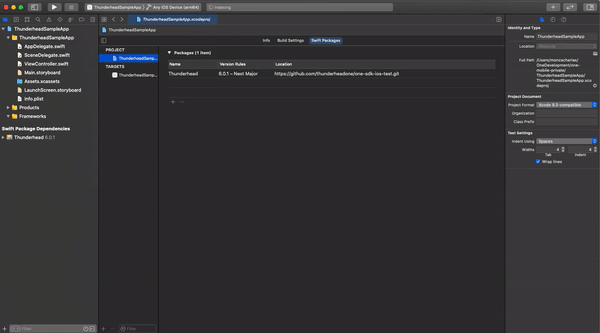 ThunderheadSampleApp
Any iOS Device (arm64)
Indexing
ThunderheadSampleApp.xcodeproj
ThunderheadSampleApp
ThunderheadSampleApp
AppDelegate.swift
SceneDelegate.swift
ViewController.swift
Main.storyboard
Assets.xcassets
LaunchScreen.storyboard
Info.plist
Products
Frameworks
Swift Package Dependencies
Thunderhead 6.0.1
Filter
ThunderheadSampleApp
Info
Build Settings
Swift Packages
PROJECT
ThunderheadSamp...
TARGETS
ThunderheadSamp...
Filter
Packages (1 item)
Name
Version Rules
Location
Thunderhead
6.0.1 – Next Major
https://github.com/thunderheadone/one-sdk-ios-test.git
Identity and Type
Name
ThunderheadSampleApp
Location
Absolute
Full Path
OneDevelopment/one-
mobile-private/
ThunderheadSampleApp/
ThunderheadSampleApp.xco
deproj
Project Document
Project Format
Xcode 9.3-compatible
Organization
Class Prefix
Text Settings
Indent Using
Spaces
Widths
4
4
Tab
Indent
Wrap lines